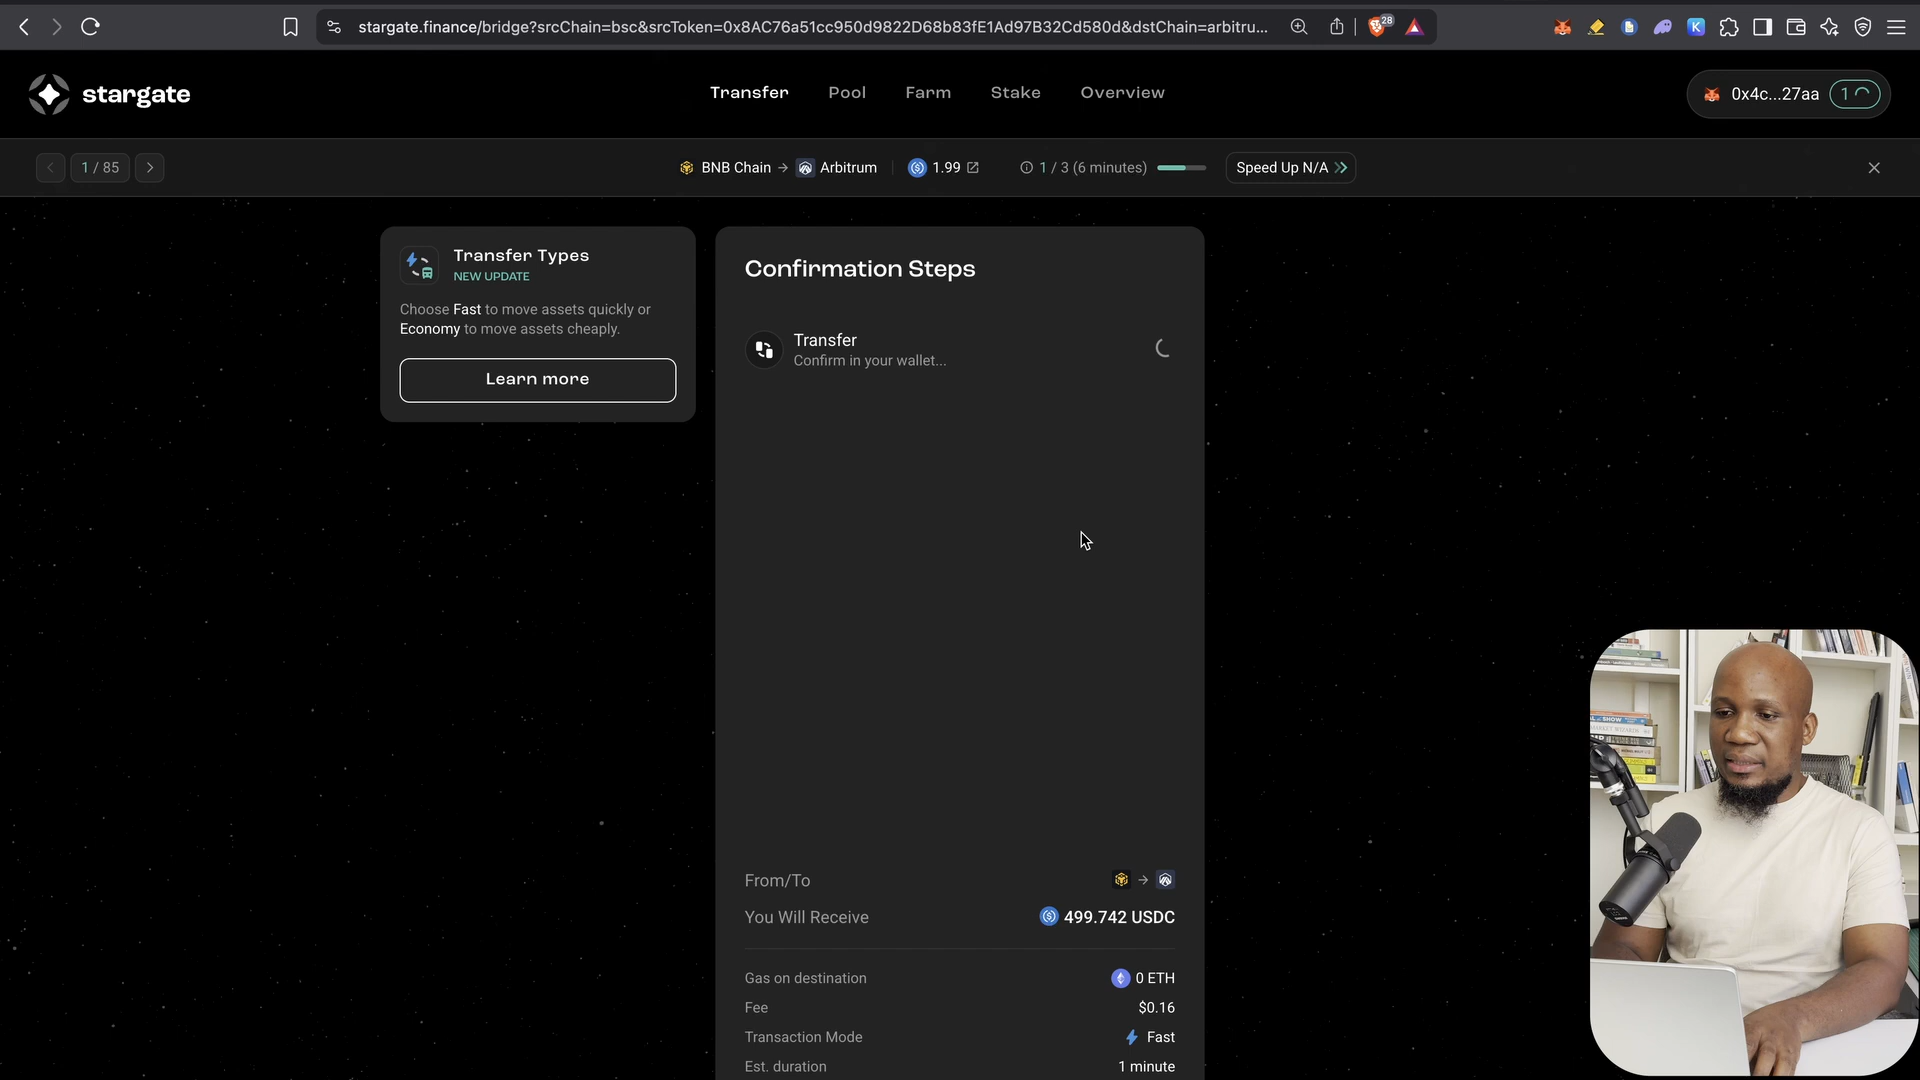 stargate.finance/bridge?srcChain=bsc&srcToken=0x8AC76a51cc950d9822D68b83fE1Ad97B32Cd580d&dstChain=arbitru...
28
stargate
Transfer
Pool
Farm
Stake
Overview
0x4c...27aa
1
1 / 85
BNB Chain → Arbitrum
1.99
1 / 3 (6 minutes)
Speed Up N/A
Transfer Types
NEW UPDATE
Choose Fast to move assets quickly or
Economy to move assets cheaply.
Learn more
Confirmation Steps
Transfer
Confirm in your wallet...
From/To
You Will Receive
499.742 USDC
Gas on destination
0 ETH
Fee
$0.16
Transaction Mode
Fast
Est. duration
1 minute